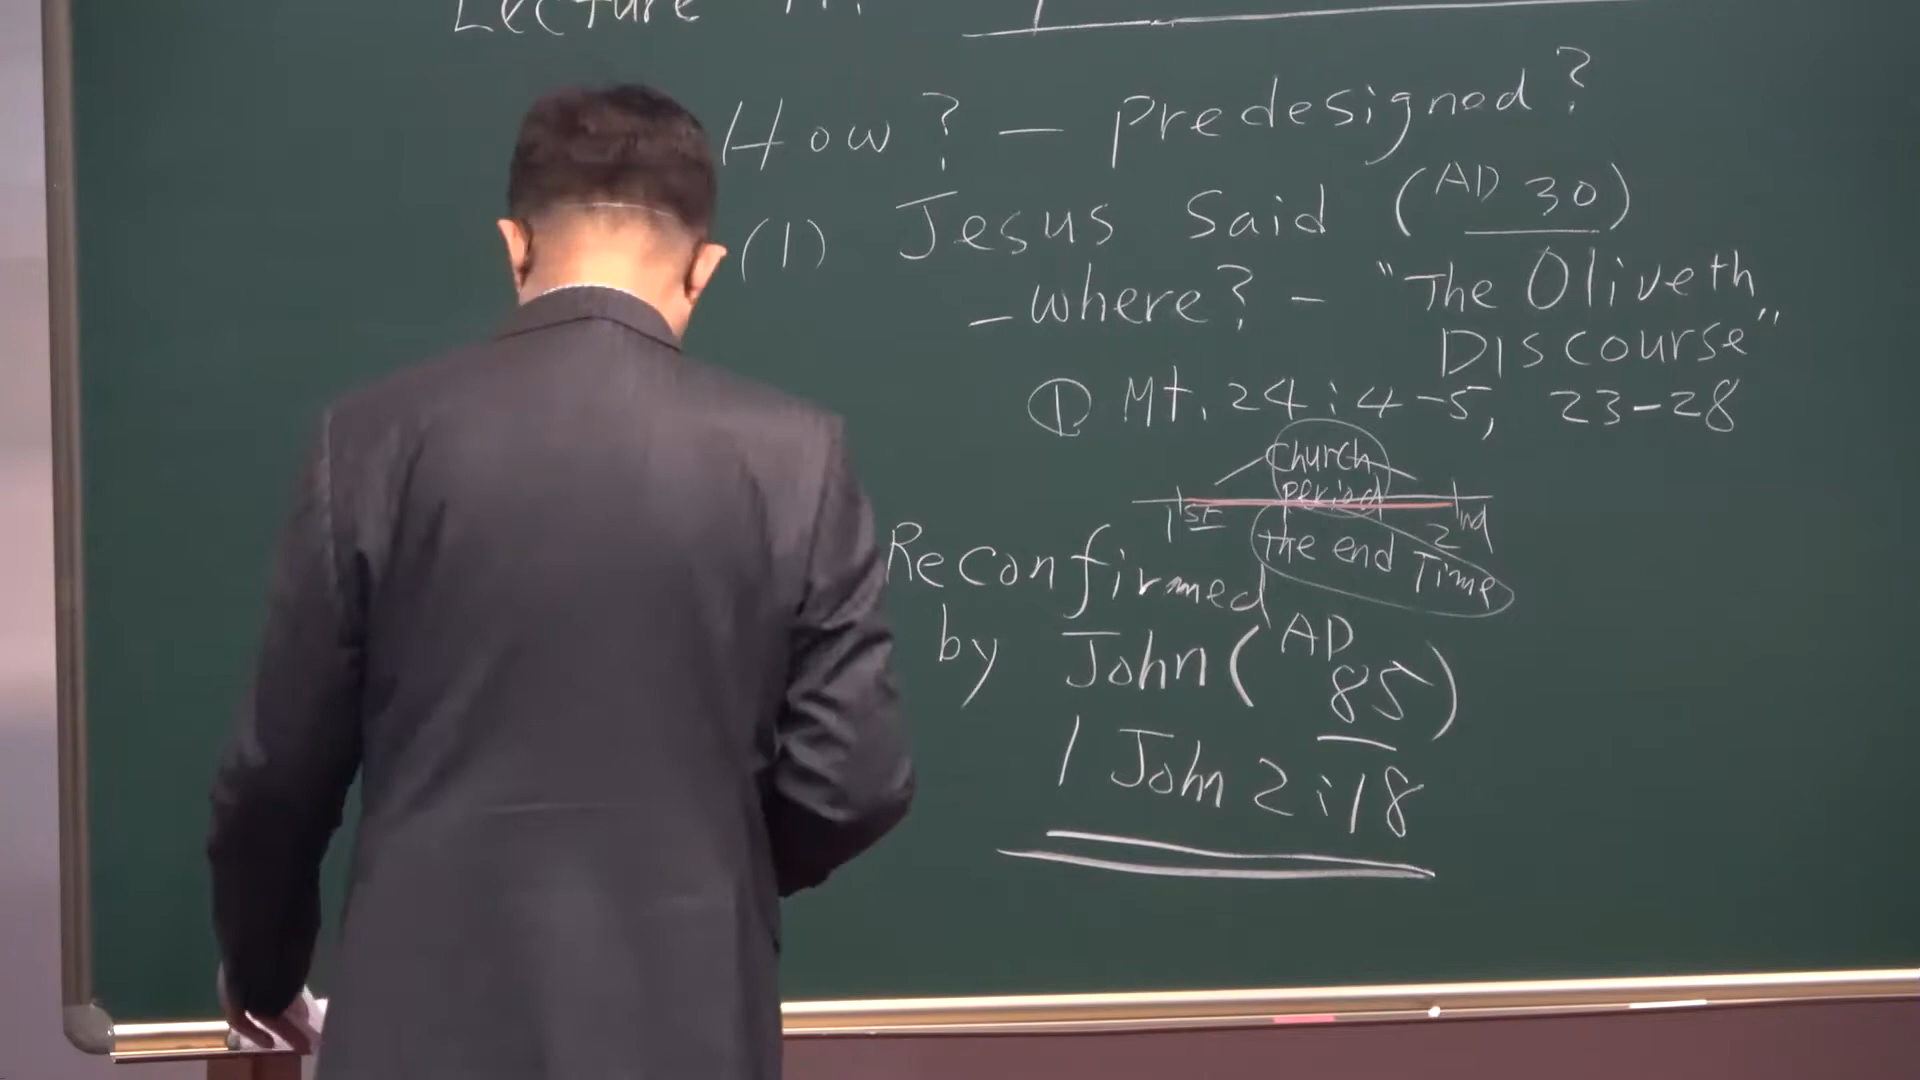 Lecture
How? – predesigned?
(1) Jesus said (AD 30)
– where? – "The Oliveth
Discourse"
① Mt. 24:4-5, 23-28
church
period
1st 2nd
the end Time
Reconfirmed
by John (AD 85)
1 John 2:18